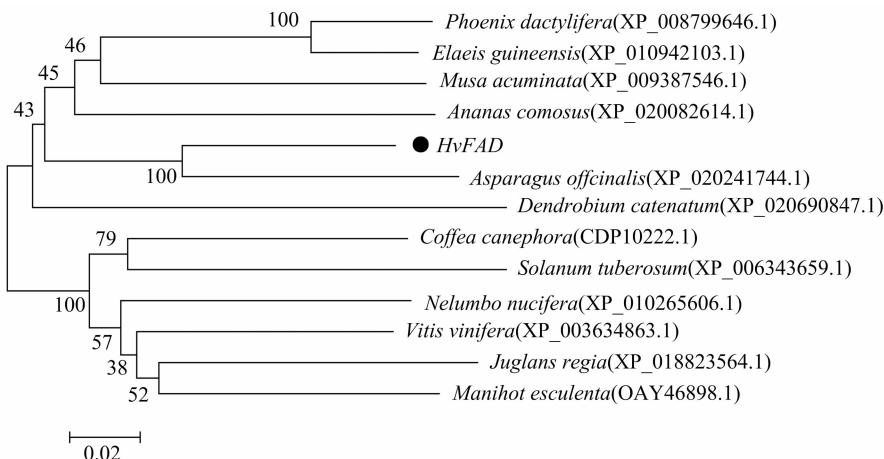 100
Phoenix dactylifera(XP_008799646.1)
46
Elaeis guineensis(XP_010942103.1)
45
Musa acuminata(XP_009387546.1)
43
Ananas comosus(XP_020082614.1)
HvFAD
100
Asparagus offcinalis(XP_020241744.1)
Dendrobium catenatum(XP_020690847.1)
79
Coffea canephora(CDP10222.1)
Solanum tuberosum(XP_006343659.1)
100
Nelumbo nucifera(XP_010265606.1)
57
Vitis vinifera(XP_003634863.1)
38
Juglans regia(XP_018823564.1)
52
Manihot esculenta(OAY46898.1)
0.02